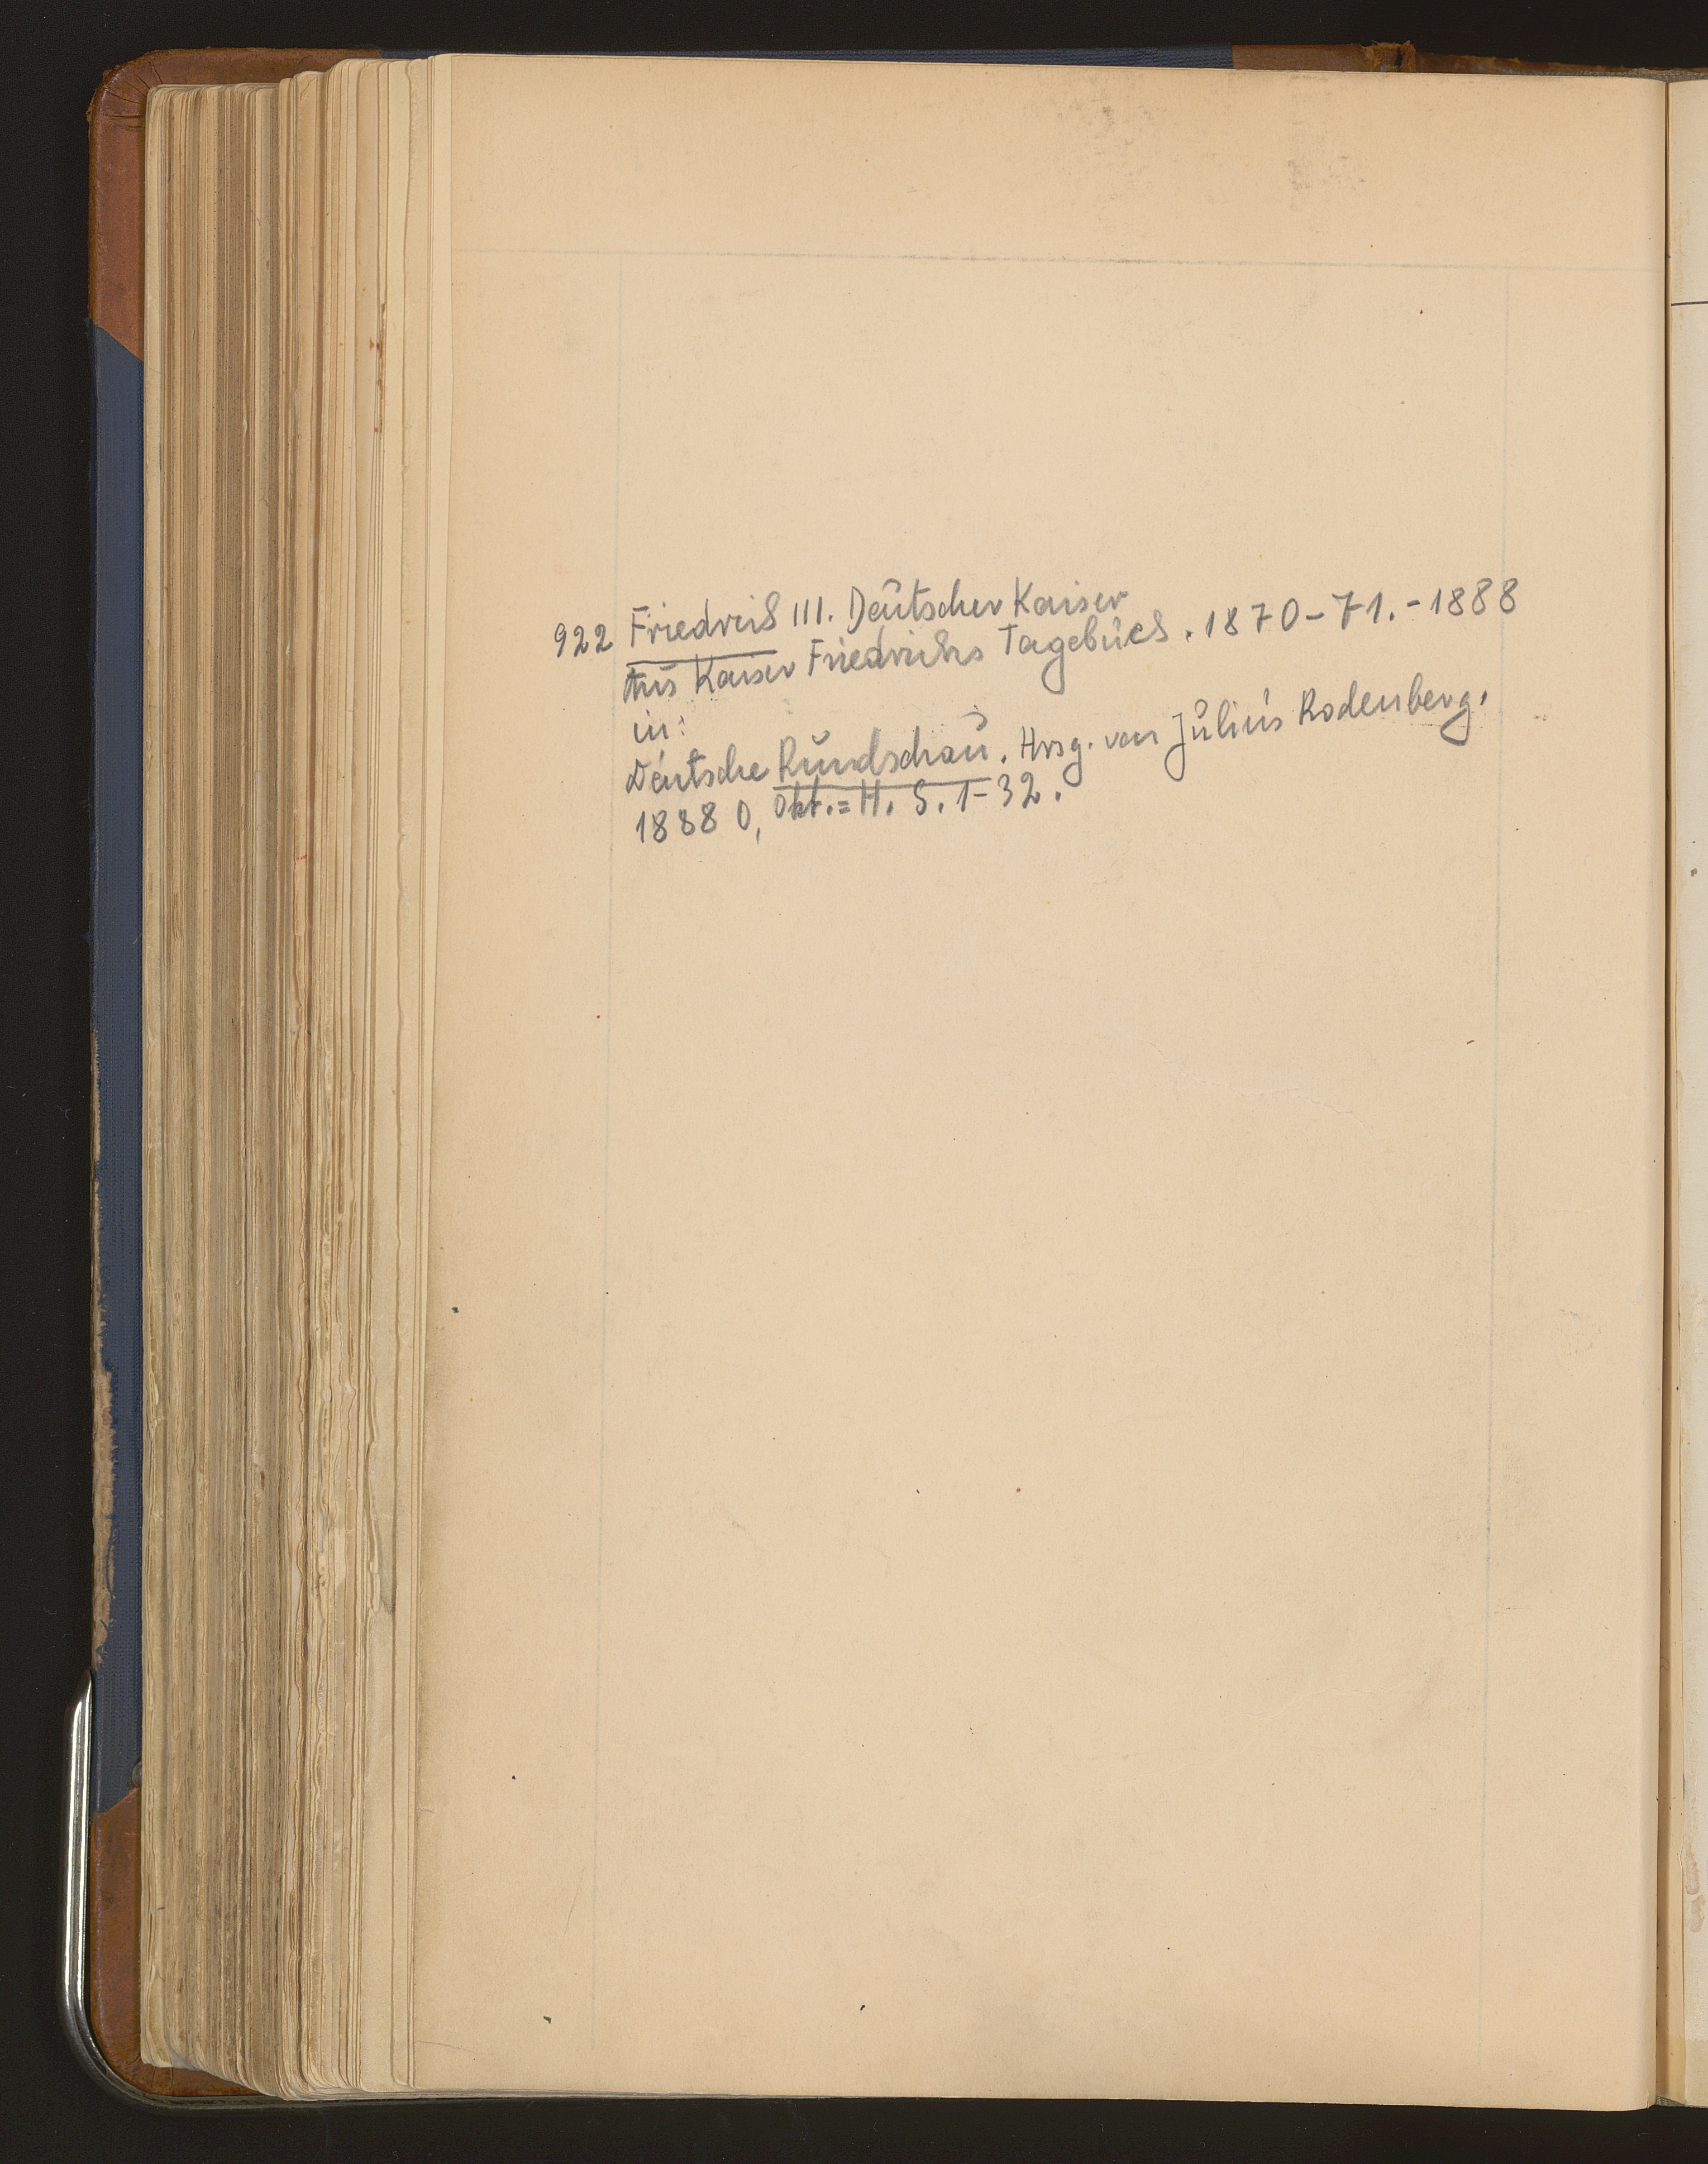 922 Friedrich III. Deutscher Kaiser
Aus Kaiser Friedrichs Tagebuch. 1870-71.-1888
in:
Deutsche Rundschau. Hrsg. von Julius Rodenberg.
1888 O, Okt.=H. S. 1-32.